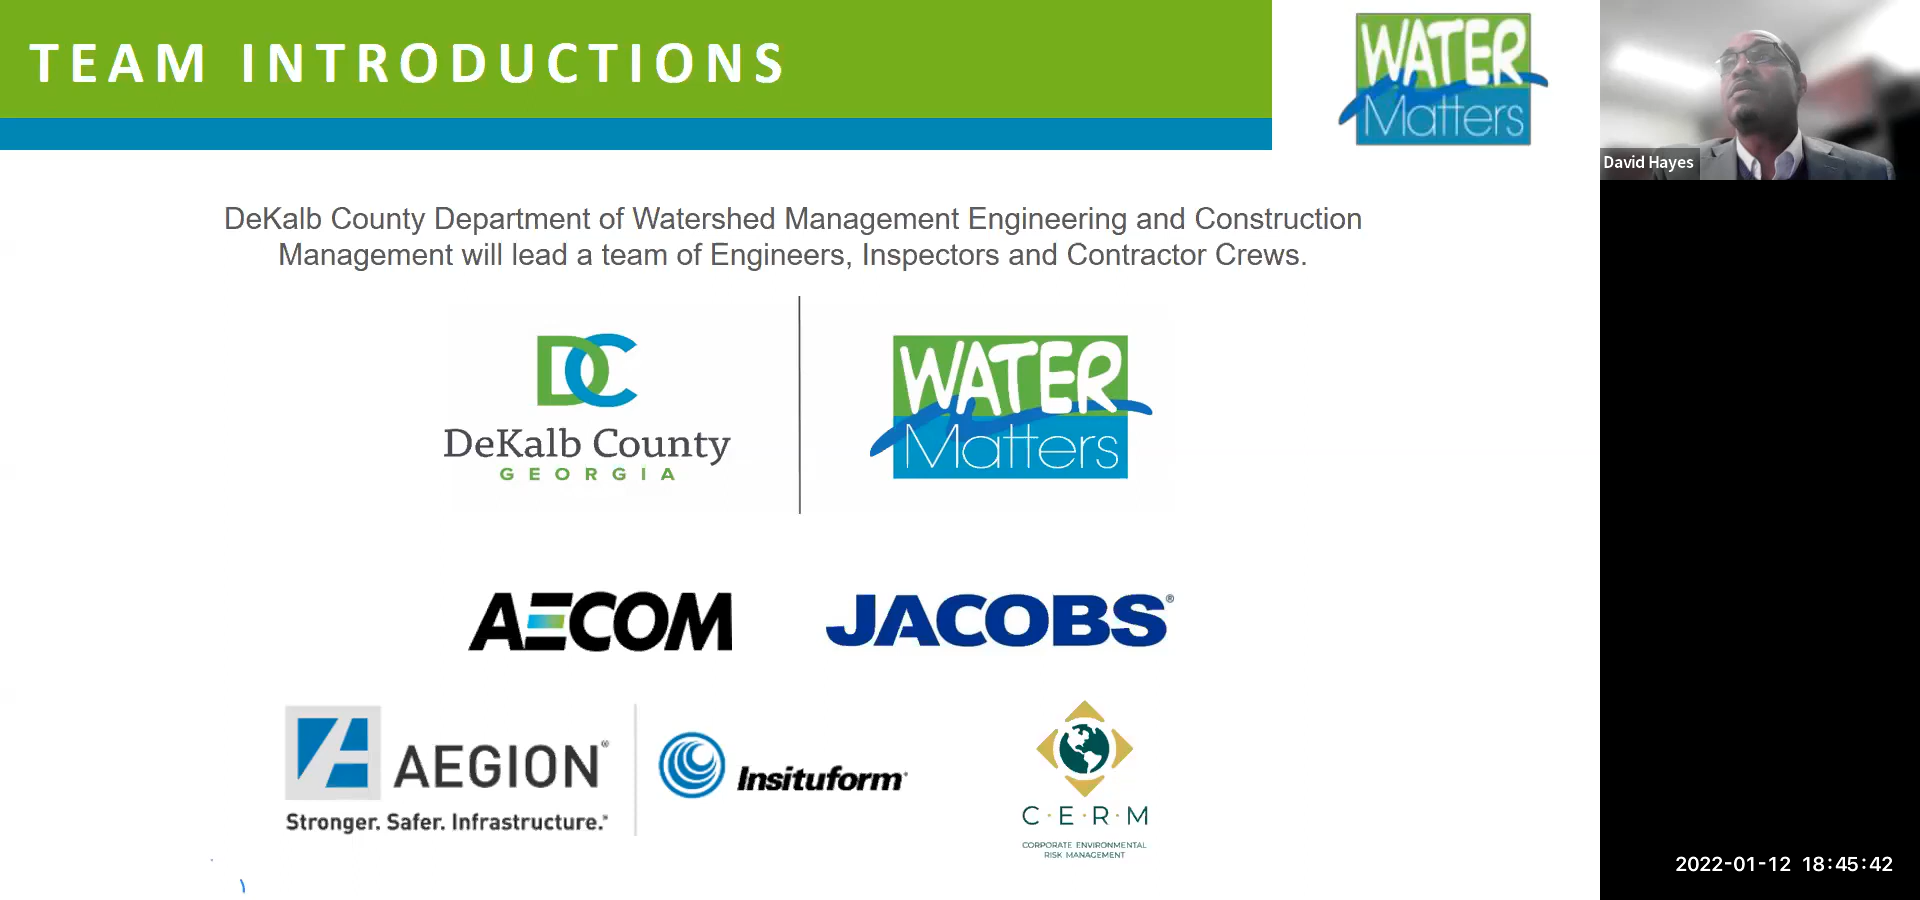 TEAM INTRODUCTIONS
WATER
Matters
David Hayes
DeKalb County Department of Watershed Management Engineering and Construction
Management will lead a team of Engineers, Inspectors and Contractor Crews.
DC
DeKalb County
GEORGIA
WATER
Matters
AECOM
JACOBS®
AEGION®
Stronger. Safer. Infrastructure.®
Insituform®
C·E·R·M
CORPORATE ENVIRONMENTAL
RISK MANAGEMENT
2022-01-12 18:45:42